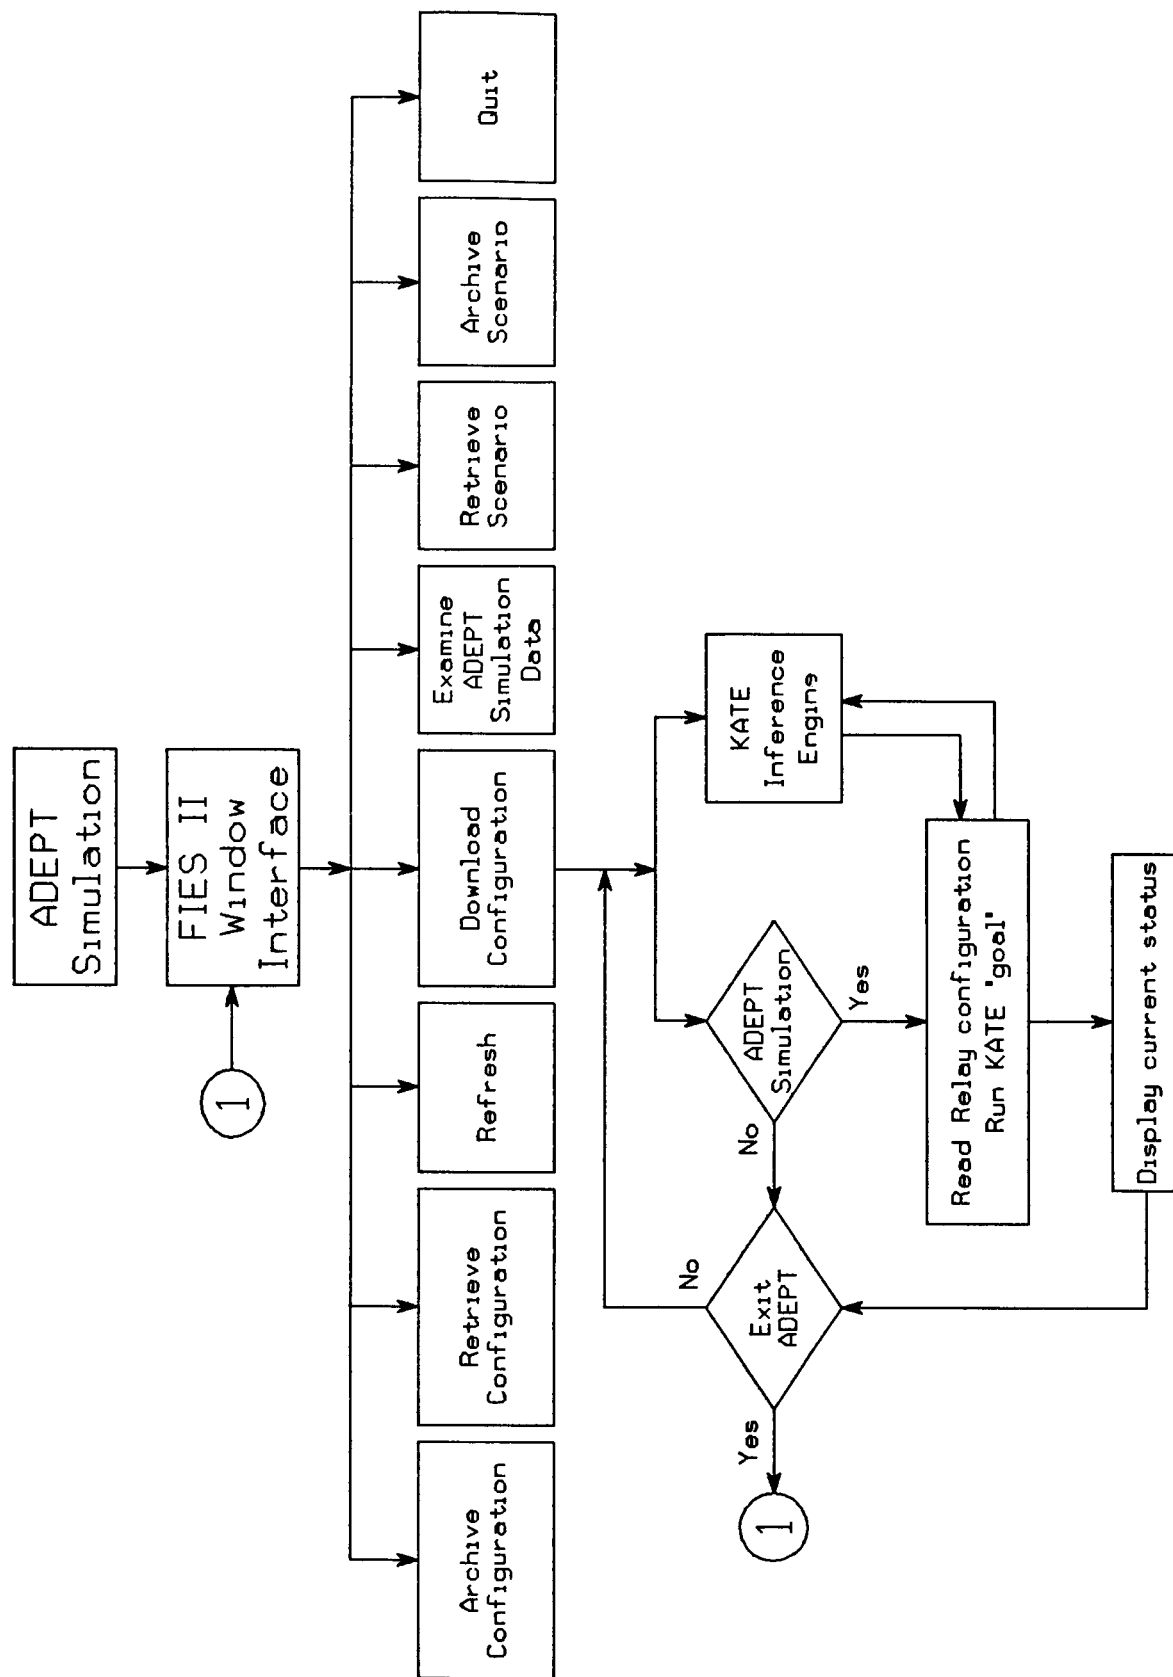 ADEPT
Simulation
FIES II
Window
Interface
1
Archive
Configuration
Retrieve
Configuration
Refresh
Download
Configuration
Examine
ADEPT
Simulation
Data
Retrieve
Scenario
Archive
Scenario
Quit
Yes
1
Exit
ADEPT
No
No
ADEPT
Simulation
Yes
KATE
Inference
Engine
Read Relay configuration
Run KATE "goal"
Display current status